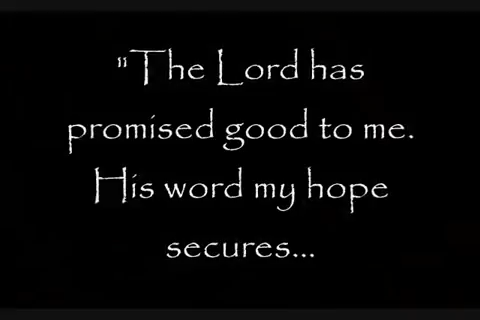 "The Lord has
promised good to me.
His word my hope
secures...